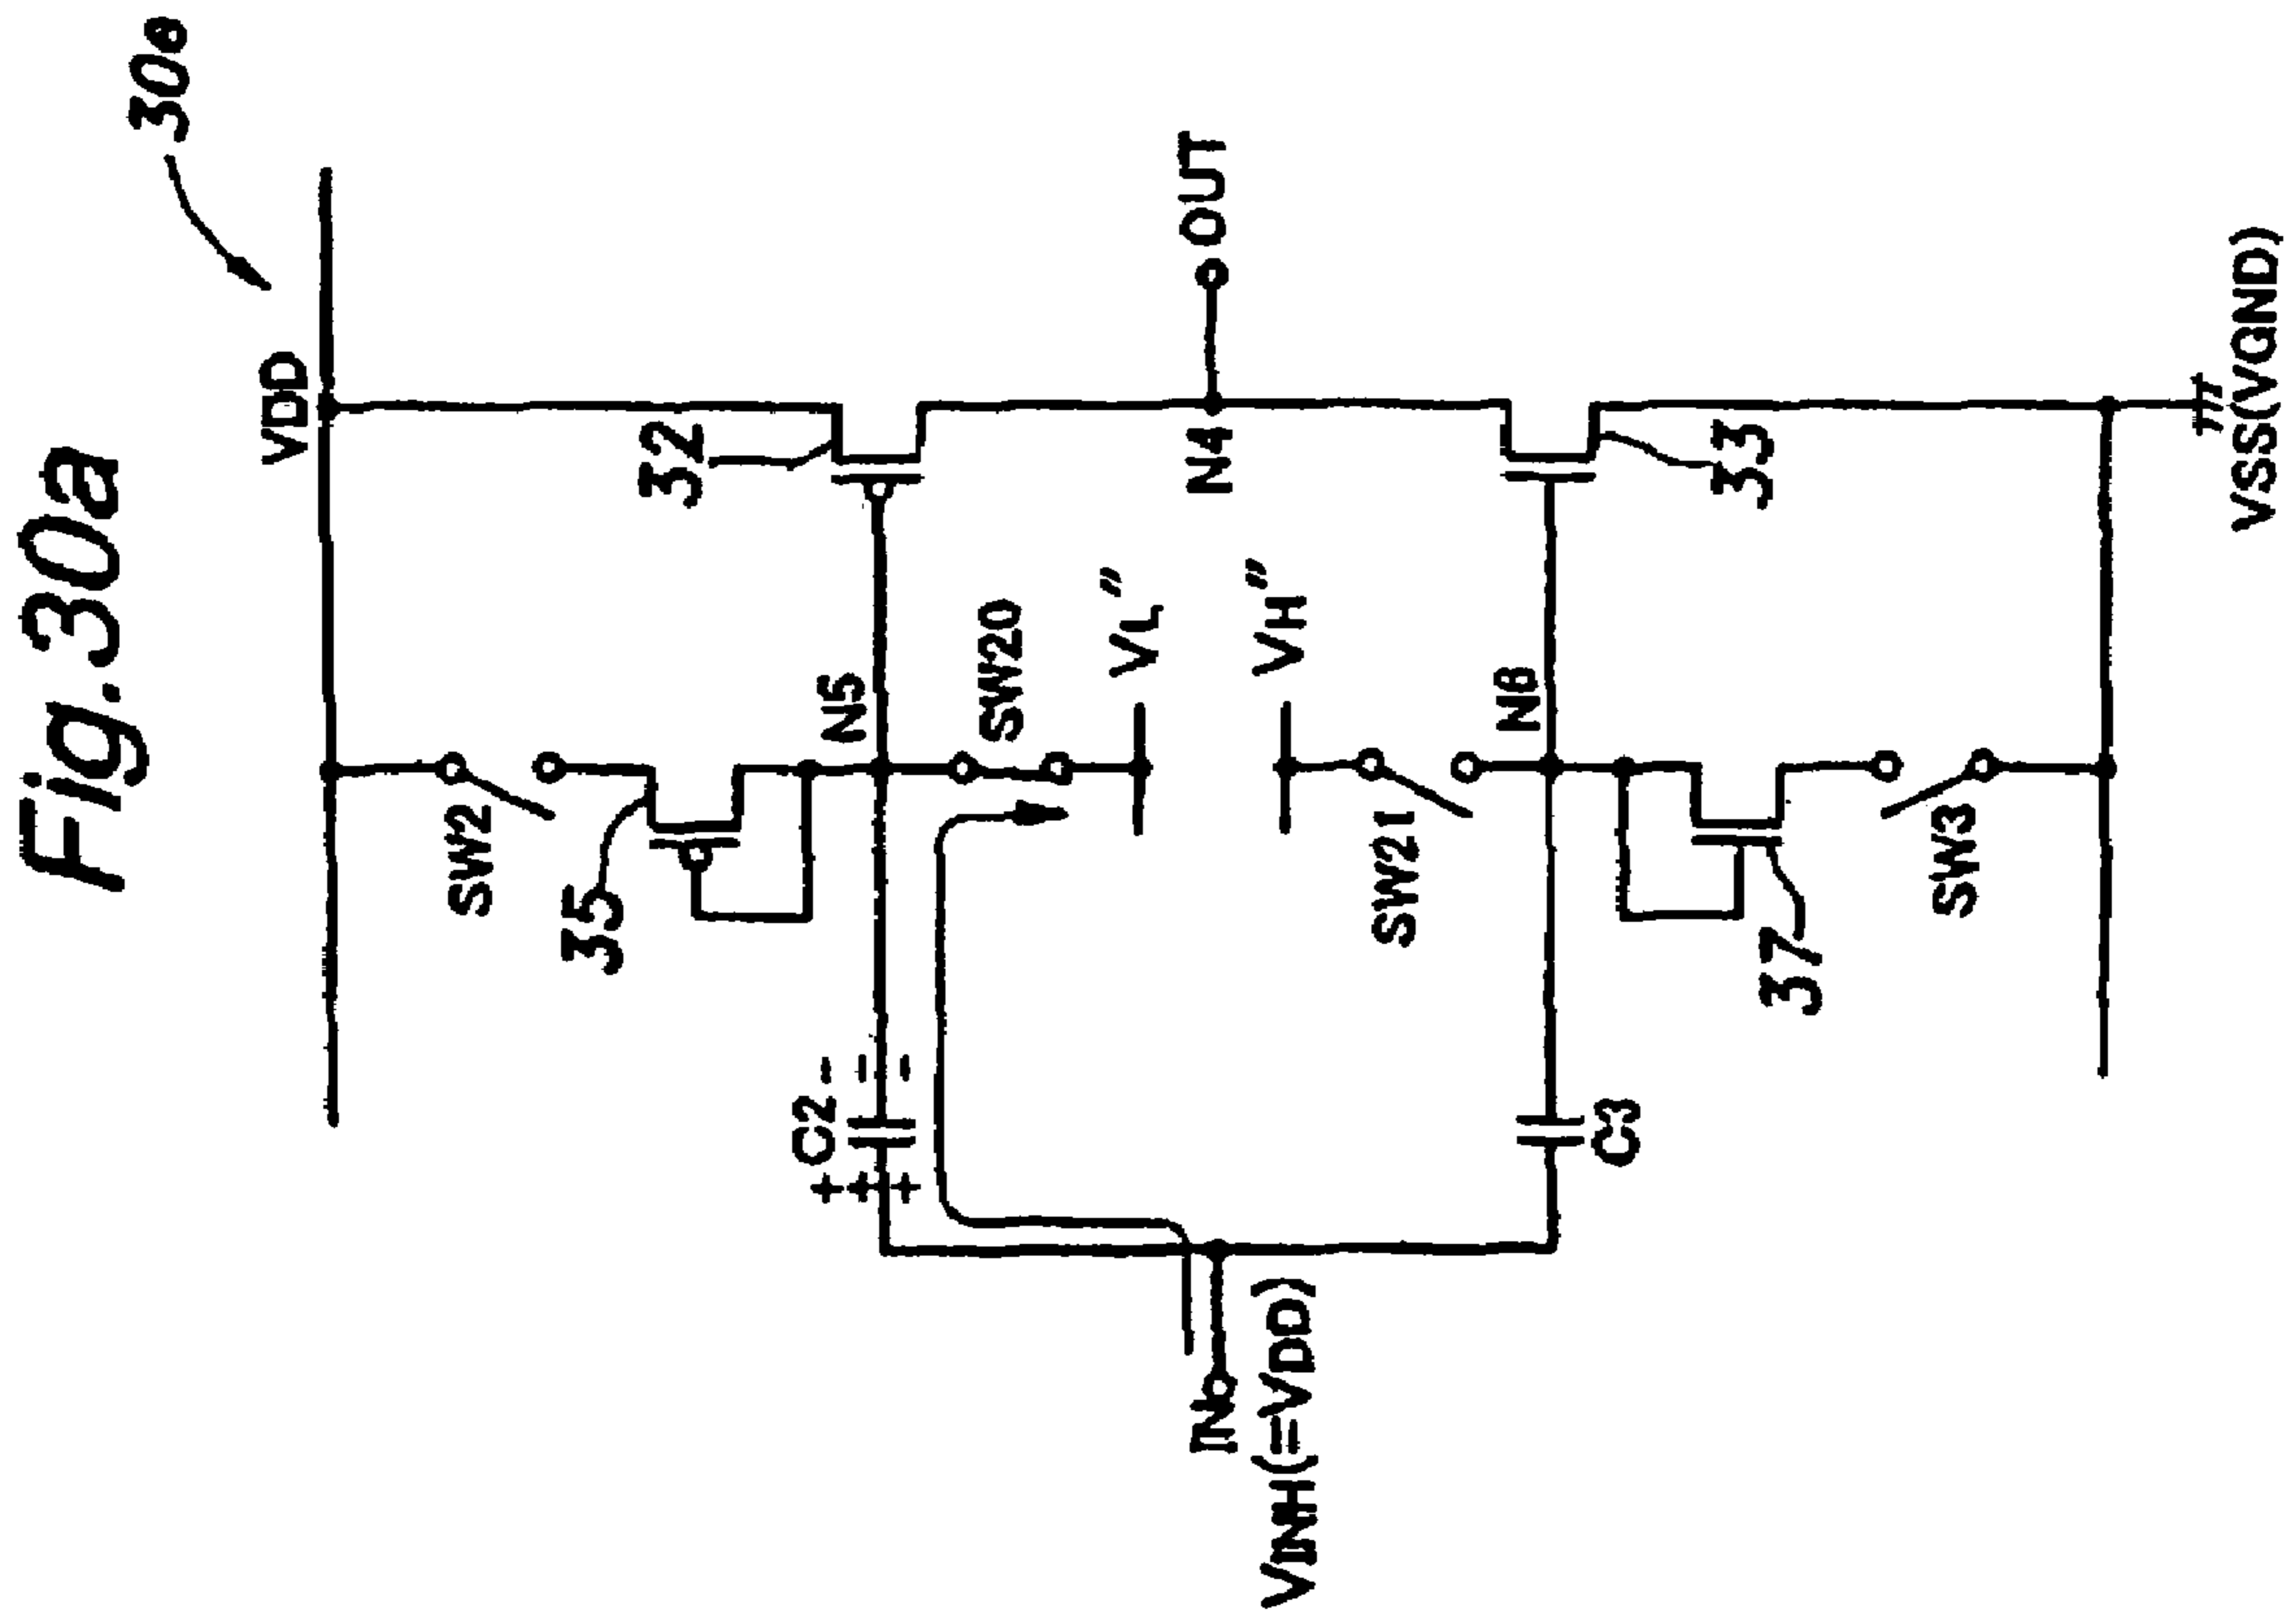 Fig. 30a
30e
VDD
SW2
35
32
N5
C2
- - -
+ + +
SW20
VL"
N4
OUT
VH"
IN
VINH(=VDD)
SW21
N6
C3
37
33
SW3
VSS(VGND)